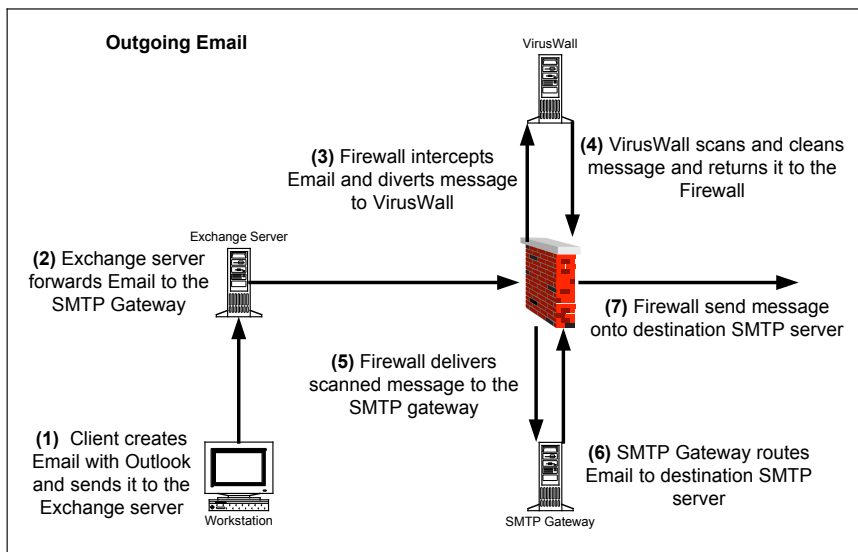 Outgoing Email
VirusWall
(3) Firewall intercepts
Email and diverts message
to VirusWall
(4) VirusWall scans and cleans
message and returns it to the
Firewall
Exchange Server
(2) Exchange server
forwards Email to the
SMTP Gateway
(7) Firewall send message
onto destination SMTP server
(5) Firewall delivers
scanned message to the
SMTP gateway
(1) Client creates
Email with Outlook
and sends it to the
Exchange server
Workstation
(6) SMTP Gateway routes
Email to destination SMTP
server
SMTP Gateway